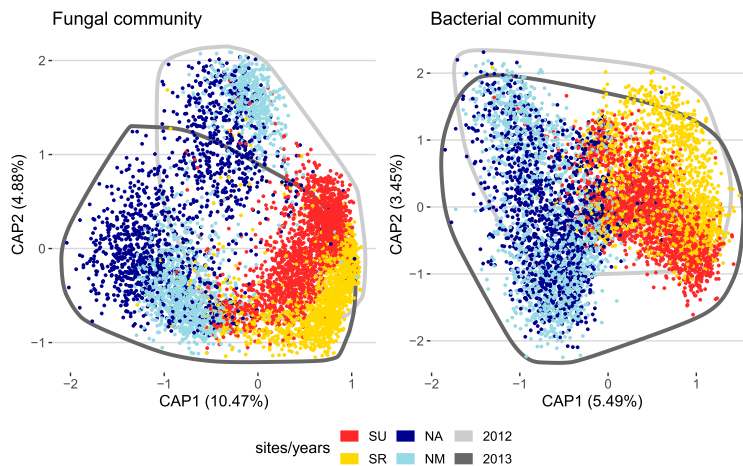 Fungal community
Bacterial community
CAP2 (4.88%)
2
1
0
−1
−2
−1
0
1
CAP1 (10.47%)
CAP2 (3.45%)
2
1
0
−1
−2
−2
−1
0
1
CAP1 (5.49%)
sites/years
SU
NA
2012
SR
NM
2013